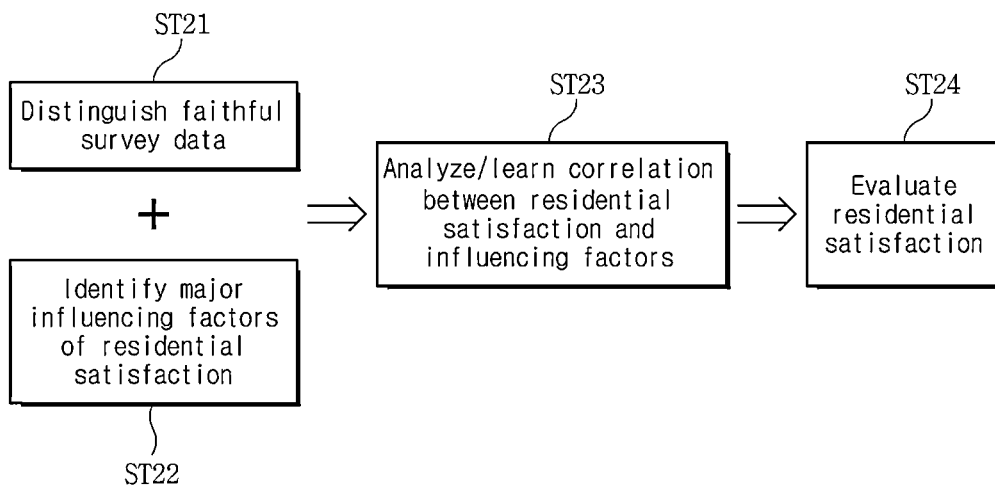 ST21
Distinguish faithful
survey data
+
Identify major
influencing factors
of residential
satisfaction
ST22
ST23
Analyze/learn correlation
between residential
satisfaction and
influencing factors
ST24
Evaluate
residential
satisfaction